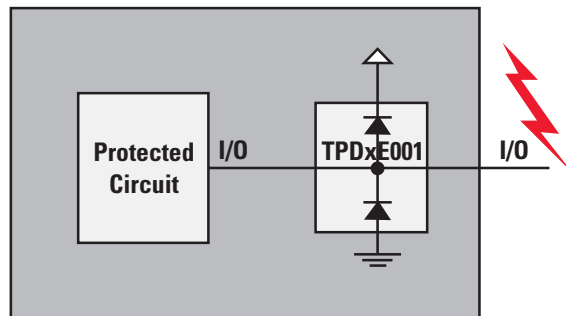 Protected
Circuit
I/O
TPDxE001
I/O